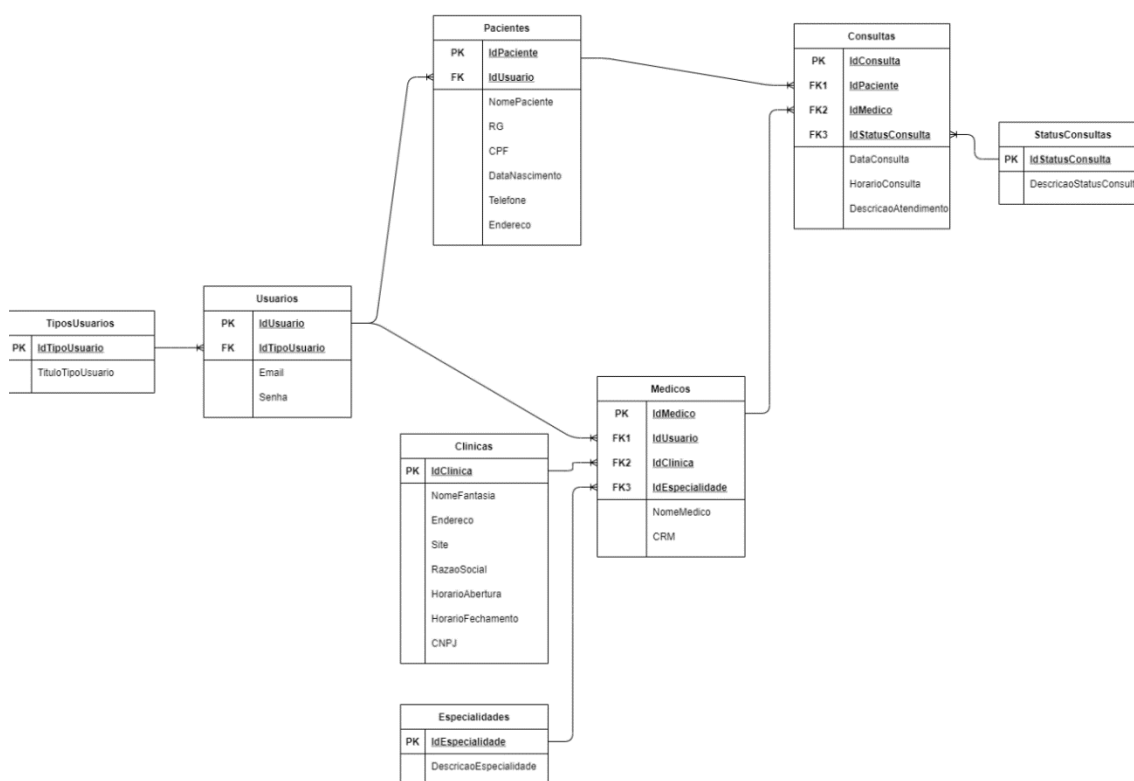 Pacientes
PK IdPaciente
FK IdUsuario
NomePaciente
RG
CPF
DataNascimento
Telefone
Endereco
Consultas
PK IdConsulta
FK1 IdPaciente
FK2 IdMedico
FK3 IdStatusConsulta
DataConsulta
HorarioConsulta
DescricaoAtendimento
StatusConsultas
PK IdStatusConsulta
DescricaoStatusConsult
TiposUsuarios
PK IdTipoUsuario
TituloTipoUsuario
Usuarios
PK IdUsuario
FK IdTipoUsuario
Email
Senha
Medicos
PK IdMedico
FK1 IdUsuario
FK2 IdClinica
FK3 IdEspecialidade
NomeMedico
CRM
Clinicas
PK IdClinica
NomeFantasia
Endereco
Site
RazaoSocial
HorarioAbertura
HorarioFechamento
CNPJ
Especialidades
PK IdEspecialidade
DescricaoEspecialidade